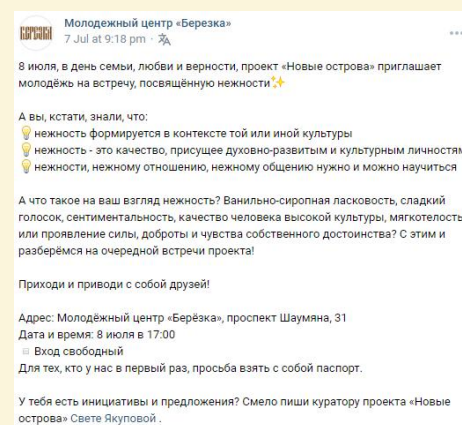 БЕРЕЗКА
Молодежный центр «Березка»
7 Jul at 9:18 pm ·
8 июля, в день семьи, любви и верности, проект «Новые острова» приглашает
молодёжь на встречу, посвящённую нежности✨
А вы, кстати, знали, что:
💡нежность формируется в контексте той или иной культуры
💡нежность - это качество, присущее духовно-развитым и культурным личностям
💡нежности, нежному отношению, нежному общению нужно и можно научиться
А что такое на ваш взгляд нежность? Ванильно-сиропная ласковость, сладкий
голосок, сентиментальность, качество человека высокой культуры, мягкотелость
или проявление силы, доброты и чувства собственного достоинства? С этим и
разберёмся на очередной встречи проекта!
Приходи и приводи с собой друзей!
Адрес: Молодёжный центр «Берёзка», проспект Шаумяна, 31
Дата и время: 8 июля в 17:00
Вход свободный
Для тех, кто у нас в первый раз, просьба взять с собой паспорт.
У тебя есть инициативы и предложения? Смело пиши куратору проекта «Новые
острова» Свете Якуповой .